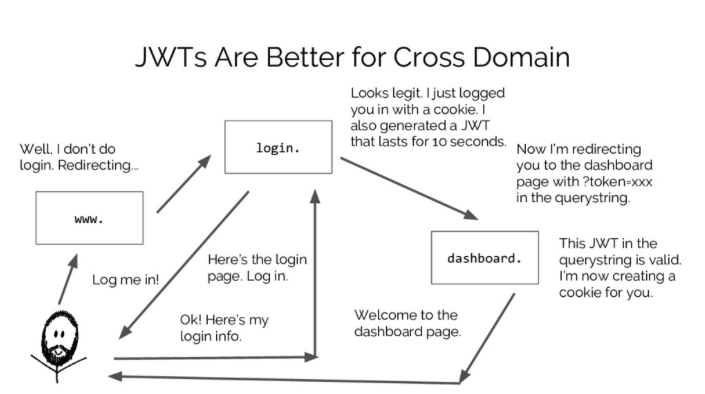 JWTs Are Better for Cross Domain
Looks legit. I just logged
you in with a cookie. I
also generated a JWT
that lasts for 10 seconds.
login.
Well, I don't do
login. Redirecting...
Now I'm redirecting
you to the dashboard
page with ?token=xxx
in the querystring.
www.
dashboard.
This JWT in the
querystring is valid.
I'm now creating a
cookie for you.
Log me in!
Here's the login
page. Log in.
Ok! Here's my
login info.
Welcome to the
dashboard page.